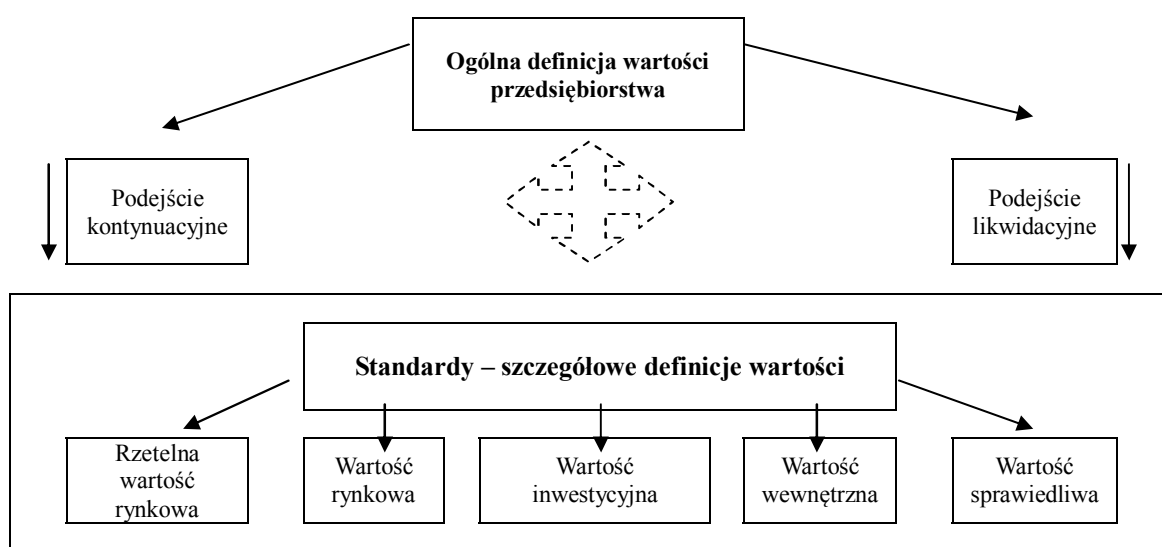 Ogólna definicja wartości
przedsiębiorstwa
Podejście
kontynuacyjne
Podejście
likwidacyjne
Standardy – szczegółowe definicje wartości
Rzetelna
wartość
rynkowa
Wartość
rynkowa
Wartość
inwestycyjna
Wartość
wewnętrzna
Wartość
sprawiedliwa